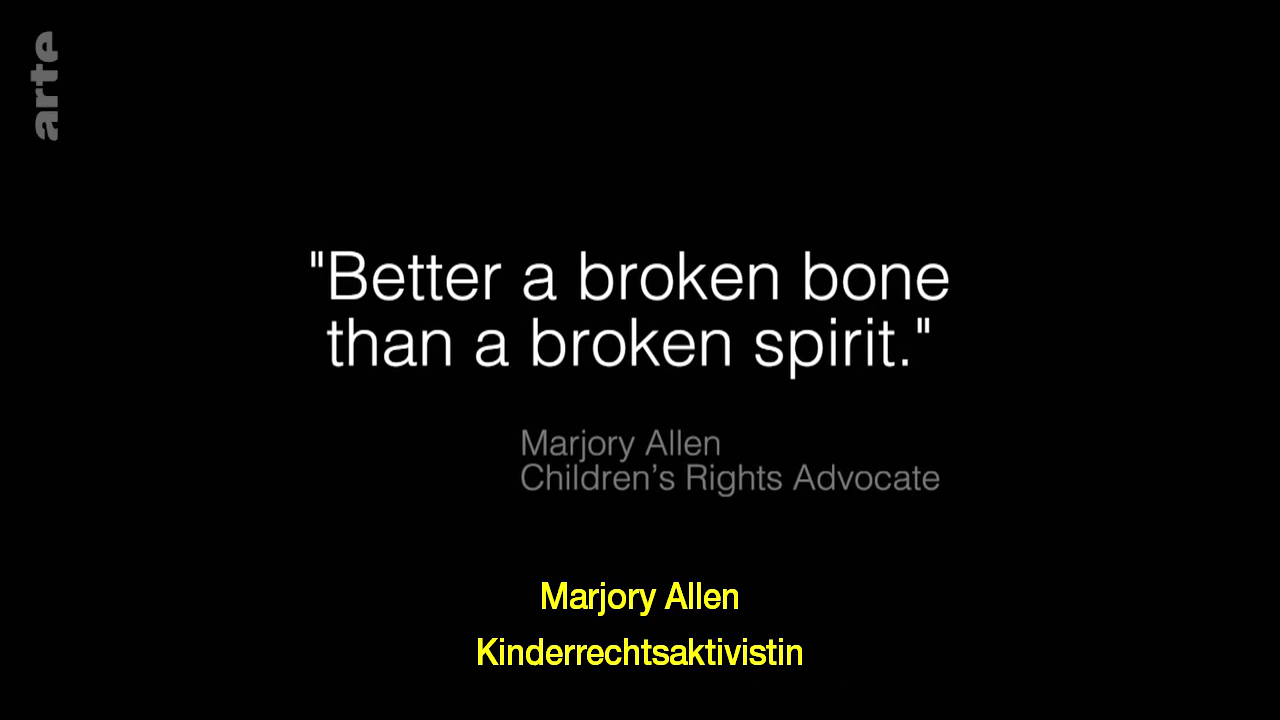 arte
"Better a broken bone
than a broken spirit."
Marjory Allen
Children's Rights Advocate
Marjory Allen
Kinderrechtsaktivistin